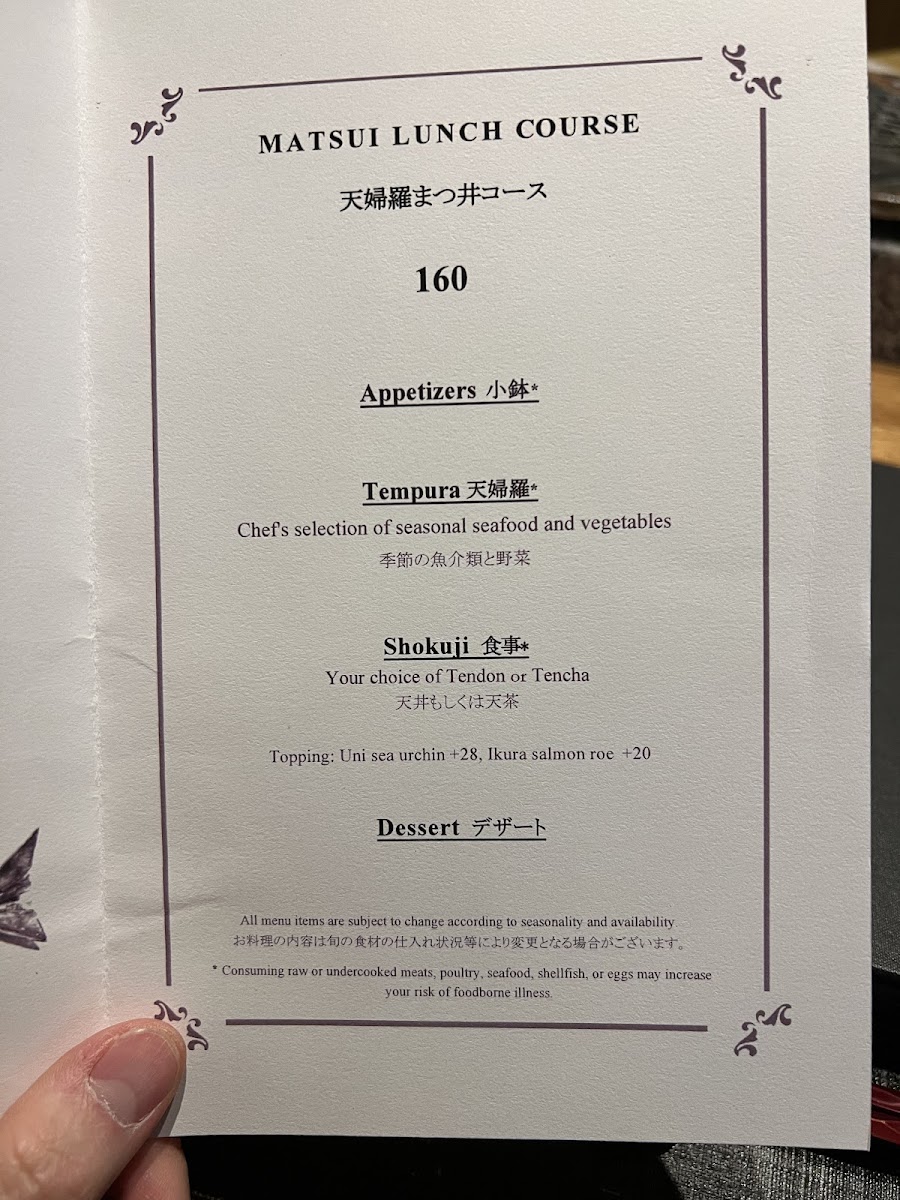 MATSUI LUNCH COURSE
天婦羅まつ井コース
160
Appetizers 小鉢*
Tempura 天婦羅*
Chef's selection of seasonal seafood and vegetables
季節の魚介類と野菜
Shokuji 食事*
Your choice of Tendon or Tencha
天丼もしくは天茶
Topping: Uni sea urchin +28, Ikura salmon roe +20
Dessert デザート
All menu items are subject to change according to seasonality and availability
お料理の内容は旬の食材の仕入れ状況等により変更となる場合がございます。
* Consuming raw or undercooked meats, poultry, seafood, shellfish, or eggs may increase
your risk of foodborne illness.